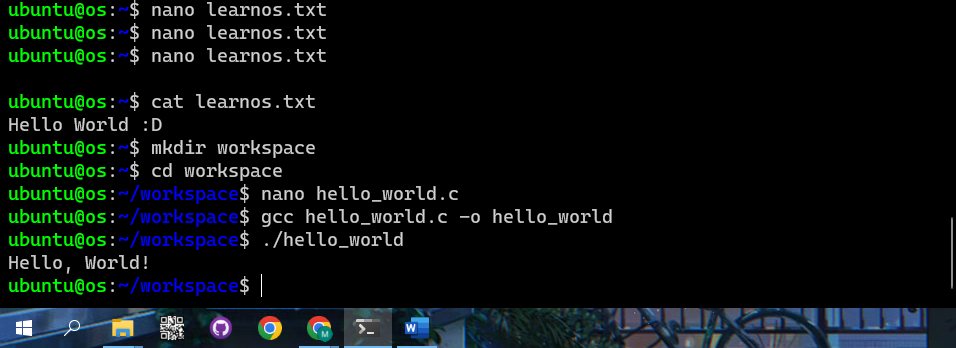 ubuntu@os:~$ nano learnos.txt
ubuntu@os:~$ nano learnos.txt
ubuntu@os:~$ nano learnos.txt
ubuntu@os:~$ cat learnos.txt
Hello World :D
ubuntu@os:~$ mkdir workspace
ubuntu@os:~$ cd workspace
ubuntu@os:~/workspace$ nano hello_world.c
ubuntu@os:~/workspace$ gcc hello_world.c -o hello_world
ubuntu@os:~/workspace$ ./hello_world
Hello, World!
ubuntu@os:~/workspace$
M
W